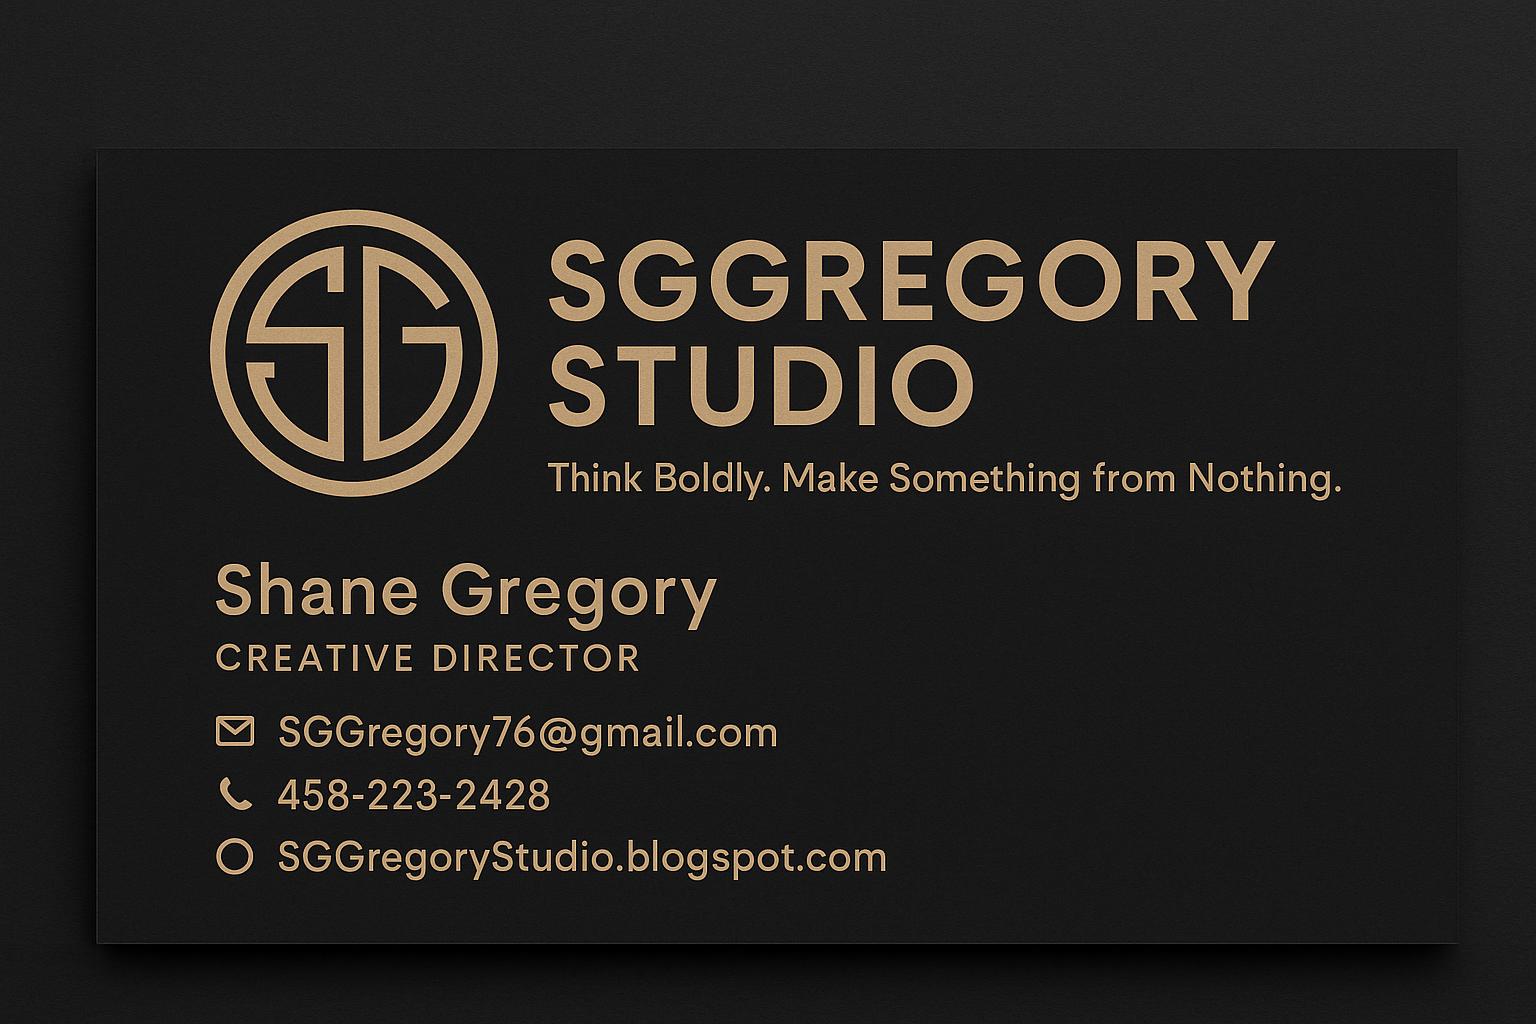 SG
SGGREGORY
STUDIO
Think Boldly. Make Something from Nothing.
Shane Gregory
CREATIVE DIRECTOR
SGGregory76@gmail.com
458-223-2428
SGGregoryStudio.blogspot.com